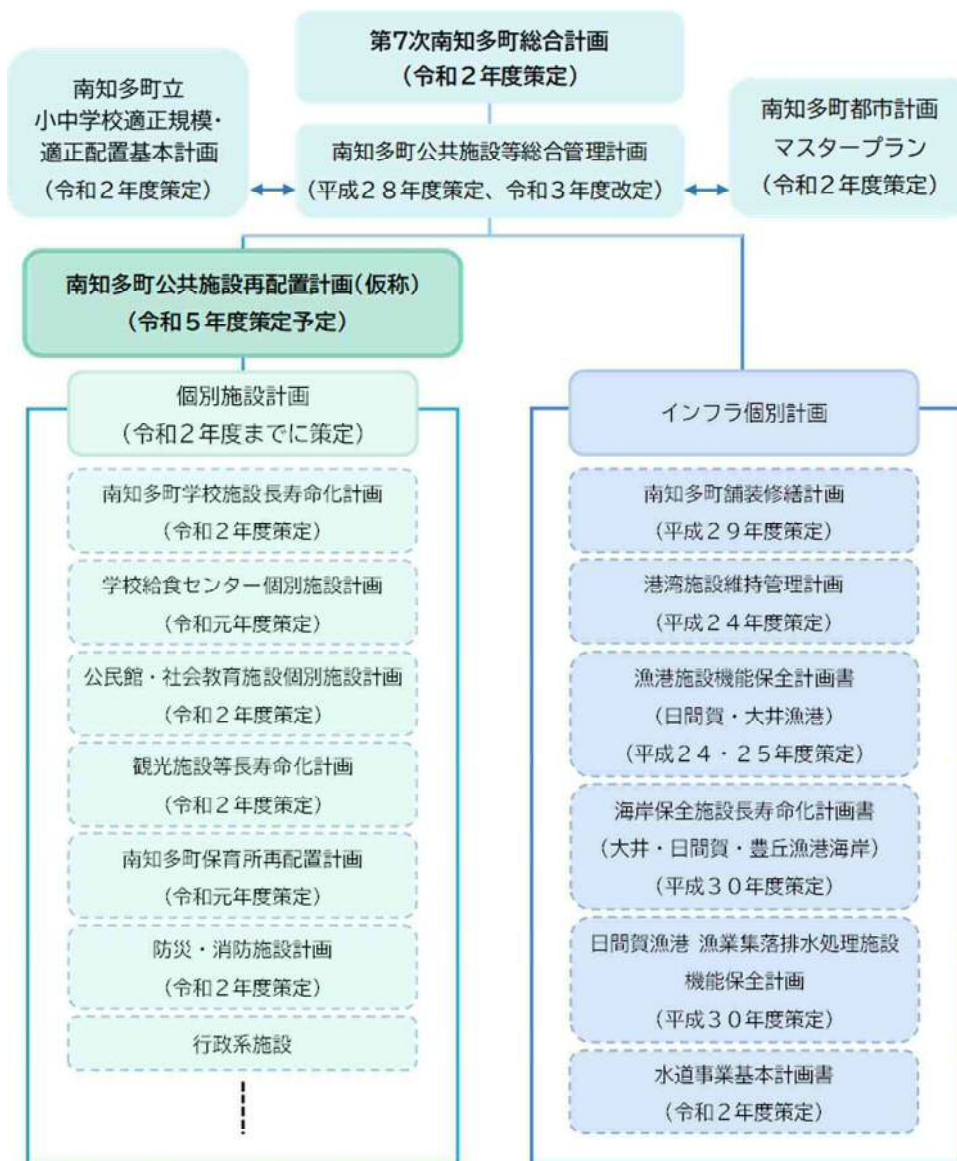 第7次南知多町総合計画
（令和２年度策定）
南知多町立
小中学校適正規模・
適正配置基本計画
（令和２年度策定）
南知多町公共施設等総合管理計画
（平成２８年度策定、令和３年度改定）
南知多町都市計画
マスタープラン
（令和２年度策定）
南知多町公共施設再配置計画（仮称）
（令和５年度策定予定）
個別施設計画
（令和２年度までに策定）
南知多町学校施設長寿命化計画
（令和２年度策定）
学校給食センター個別施設計画
（令和元年度策定）
公民館・社会教育施設個別施設計画
（令和２年度策定）
観光施設等長寿命化計画
（令和２年度策定）
南知多町保育所再配置計画
（令和元年度策定）
防災・消防施設計画
（令和２年度策定）
行政系施設
インフラ個別計画
南知多町舗装修繕計画
（平成２９年度策定）
港湾施設維持管理計画
（平成２４年度策定）
漁港施設機能保全計画書
（日間賀・大井漁港）
（平成２４・２５年度策定）
海岸保全施設長寿命化計画書
（大井・日間賀・豊丘漁港海岸）
（平成３０年度策定）
日間賀漁港 漁業集落排水処理施設
機能保全計画
（平成３０年度策定）
水道事業基本計画書
（令和２年度策定）